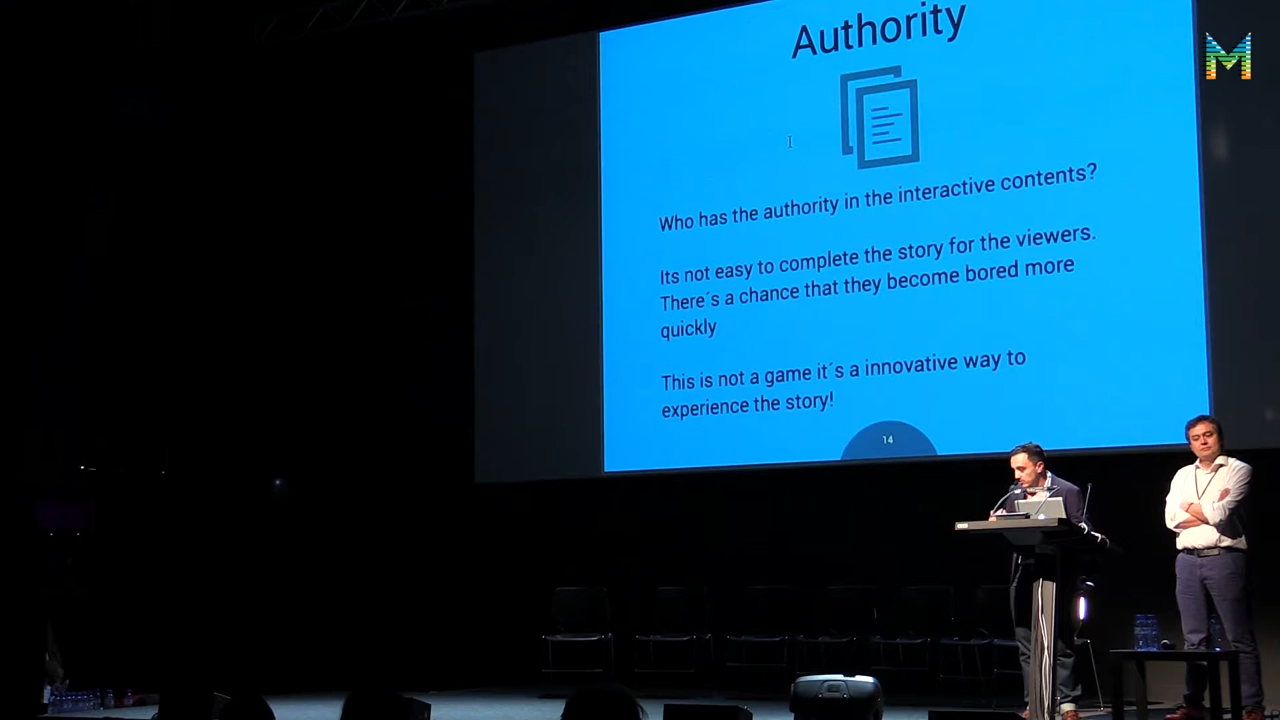 Authority
Who has the authority in the interactive contents?
Its not easy to complete the story for the viewers.
There´s a chance that they become bored more
quickly
This is not a game it´s a innovative way to
experience the story!
14
M